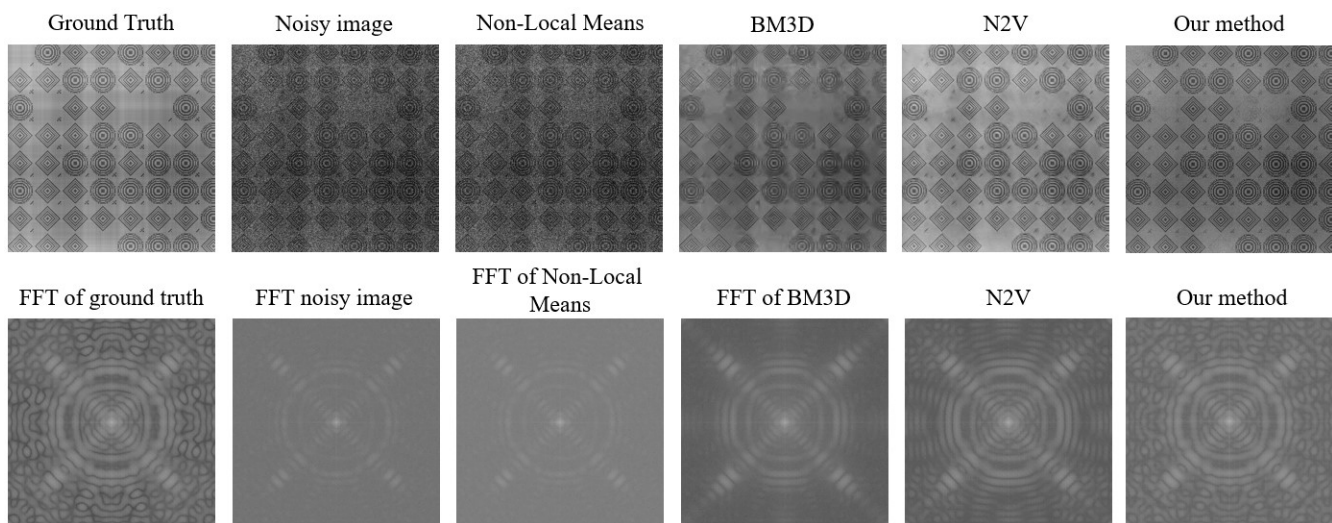 Ground Truth
Noisy image
Non-Local Means
BM3D
N2V
Our method
FFT of ground truth
FFT noisy image
FFT of Non-Local
Means
FFT of BM3D
N2V
Our method